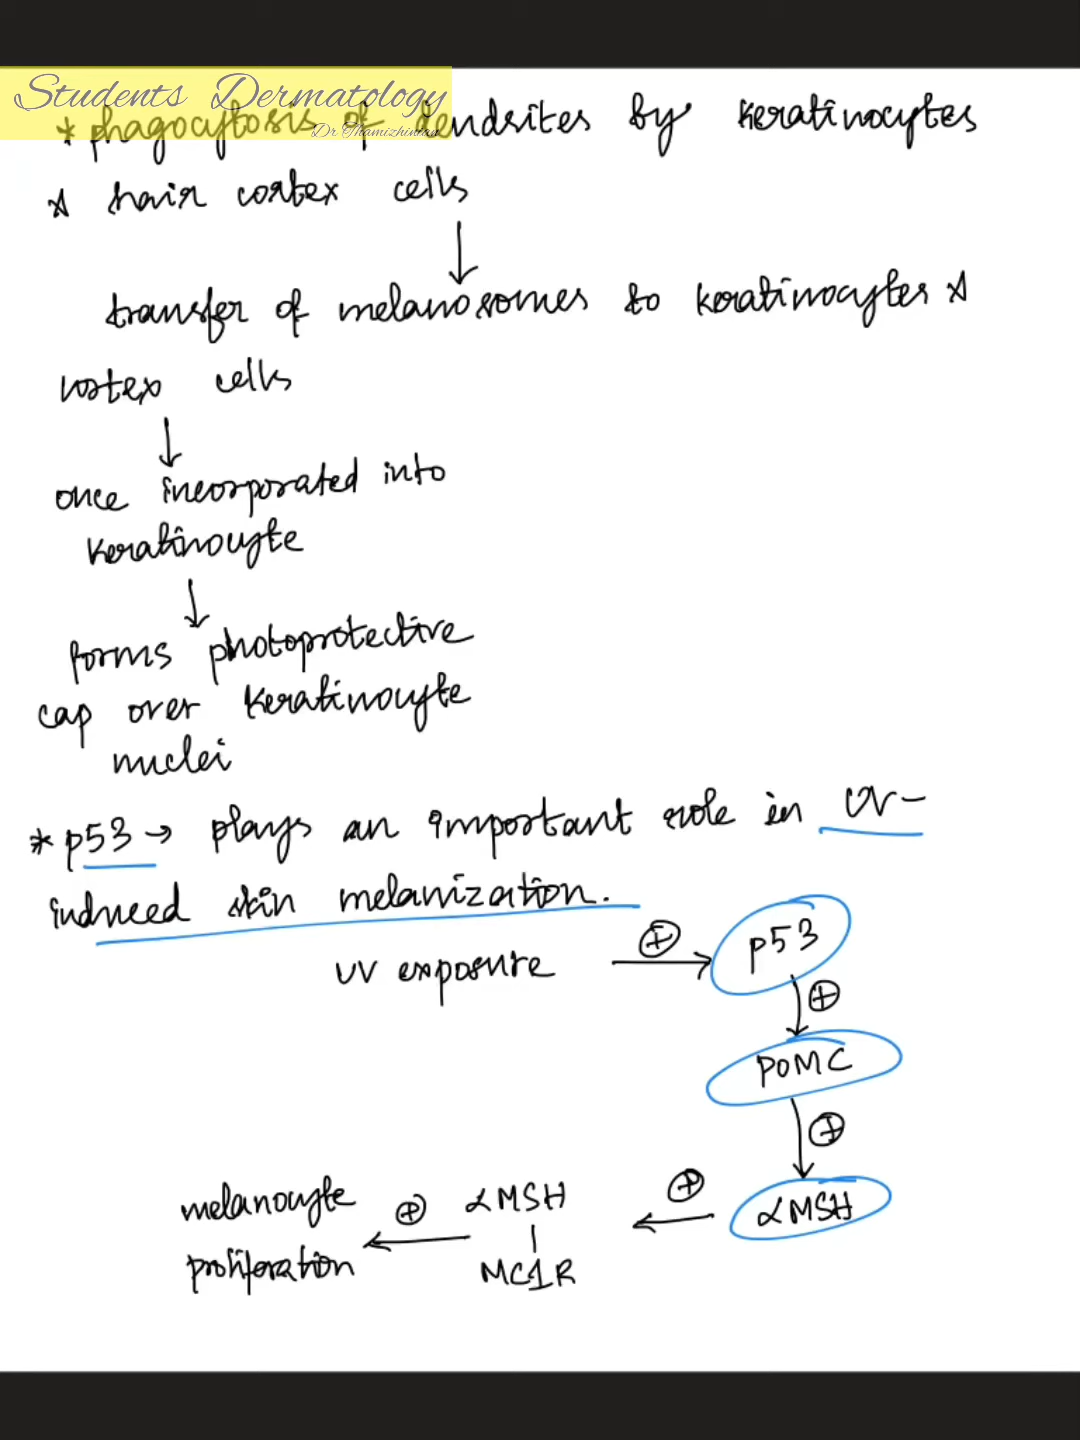 Students Dermatology
Dr Thamizhinian
* phagocytosis of dendrites by keratinocytes
& hair cortex cells
↓
transfer of melanosomes to keratinocytes &
cortex cells
↓
once incorporated into
keratinocyte
↓
forms photoprotective
cap over keratinocyte
nuclei
* p53 → plays an important role in UV-
induced skin melanization.
UV exposure ⊕→ p53
↓ ⊕
POMC
↓ ⊕
melanocyte ⊕ αMSH ⊕ αMSH
proliferation ← | ←
MC1R